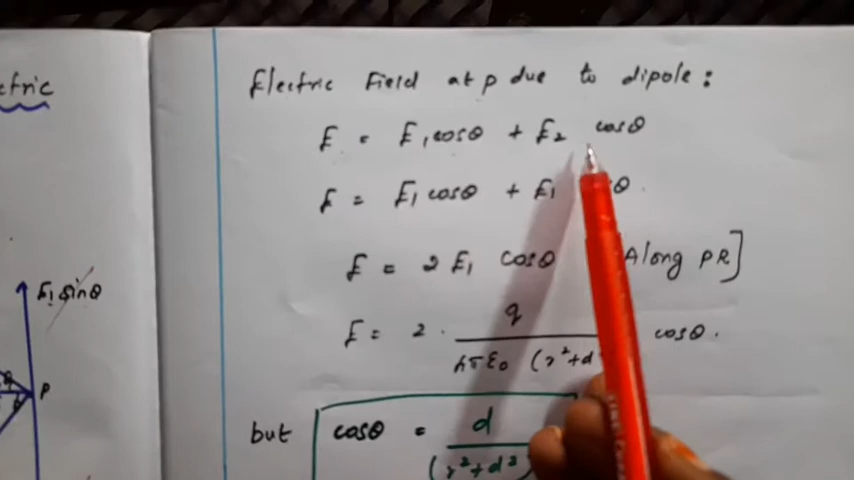 ctric
Electric Field at p due to dipole :
E = E₁cosθ + E₂ cosθ
E = E₁ cosθ + E₁ θ
E = 2 E₁ cosθ Along PR]
E = 2 · q / 4πε₀ (r²+d cosθ.
but cosθ = d / (r²+d²)
E₁ sinθ
P